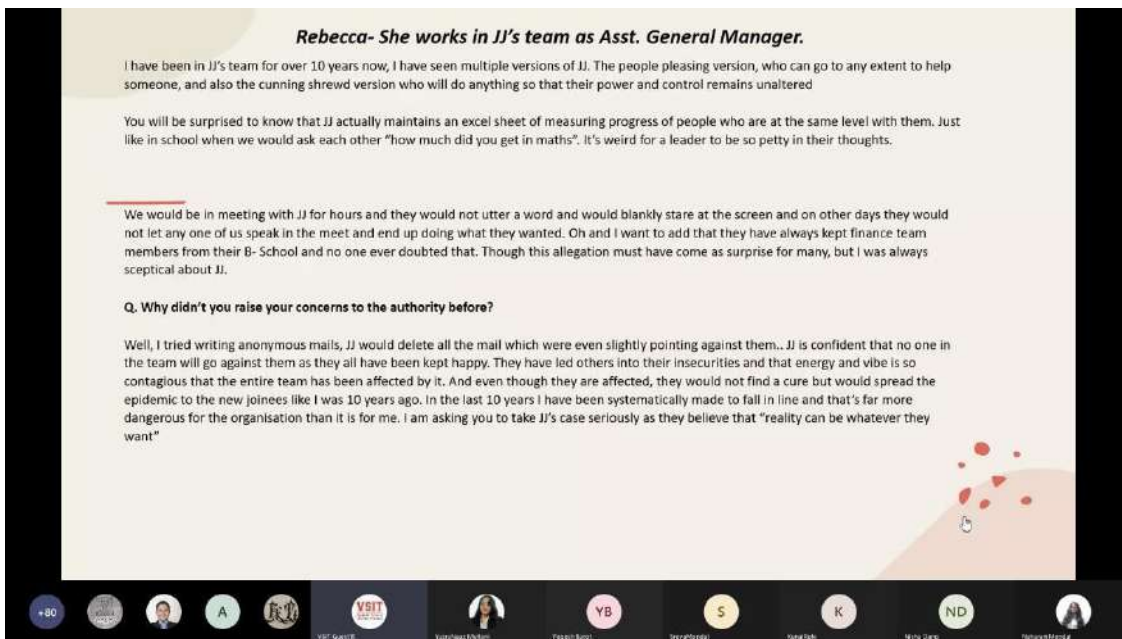 Rebecca- She works in JJ's team as Asst. General Manager.
I have been in JJ's team for over 10 years now, I have seen multiple versions of JJ. The people pleasing version, who can go to any extent to help
someone, and also the cunning shrewd version who will do anything so that their power and control remains unaltered
You will be surprised to know that JJ actually maintains an excel sheet of measuring progress of people who are at the same level with them. Just
like in school when we would ask each other "how much did you get in maths". It's weird for a leader to be so petty in their thoughts.
We would be in meeting with JJ for hours and they would not utter a word and would blankly stare at the screen and on other days they would
not let any one of us speak in the meet and end up doing what they wanted. Oh and I want to add that they have always kept finance team
members from their B- School and no one ever doubted that. Though this allegation must have come as surprise for many, but I was always
sceptical about JJ.
Q. Why didn't you raise your concerns to the authority before?
Well, I tried writing anonymous mails, JJ would delete all the mail which were even slightly pointing against them.. JJ is confident that no one in
the team will go against them as they all have been kept happy. They have led others into their insecurities and that energy and vibe is so
contagious that the entire team has been affected by it. And even though they are affected, they would not find a cure but would spread the
epidemic to the new joinees like I was 10 years ago. In the last 10 years I have been systematically made to fall in line and that's far more
dangerous for the organisation than it is for me. I am asking you to take JJ's case seriously as they believe that "reality can be whatever they
want"
+80 A VSIT YB S K ND